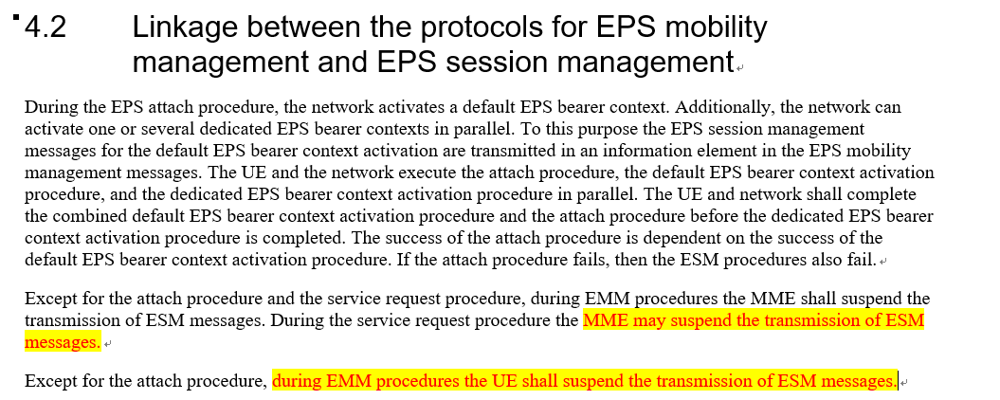 4.2 Linkage between the protocols for EPS mobility
management and EPS session management
During the EPS attach procedure, the network activates a default EPS bearer context. Additionally, the network can
activate one or several dedicated EPS bearer contexts in parallel. To this purpose the EPS session management
messages for the default EPS bearer context activation are transmitted in an information element in the EPS mobility
management messages. The UE and the network execute the attach procedure, the default EPS bearer context activation
procedure, and the dedicated EPS bearer context activation procedure in parallel. The UE and network shall complete
the combined default EPS bearer context activation procedure and the attach procedure before the dedicated EPS bearer
context activation procedure is completed. The success of the attach procedure is dependent on the success of the
default EPS bearer context activation procedure. If the attach procedure fails, then the ESM procedures also fail.
Except for the attach procedure and the service request procedure, during EMM procedures the MME shall suspend the
transmission of ESM messages. During the service request procedure the MME may suspend the transmission of ESM
messages.
Except for the attach procedure, during EMM procedures the UE shall suspend the transmission of ESM messages.